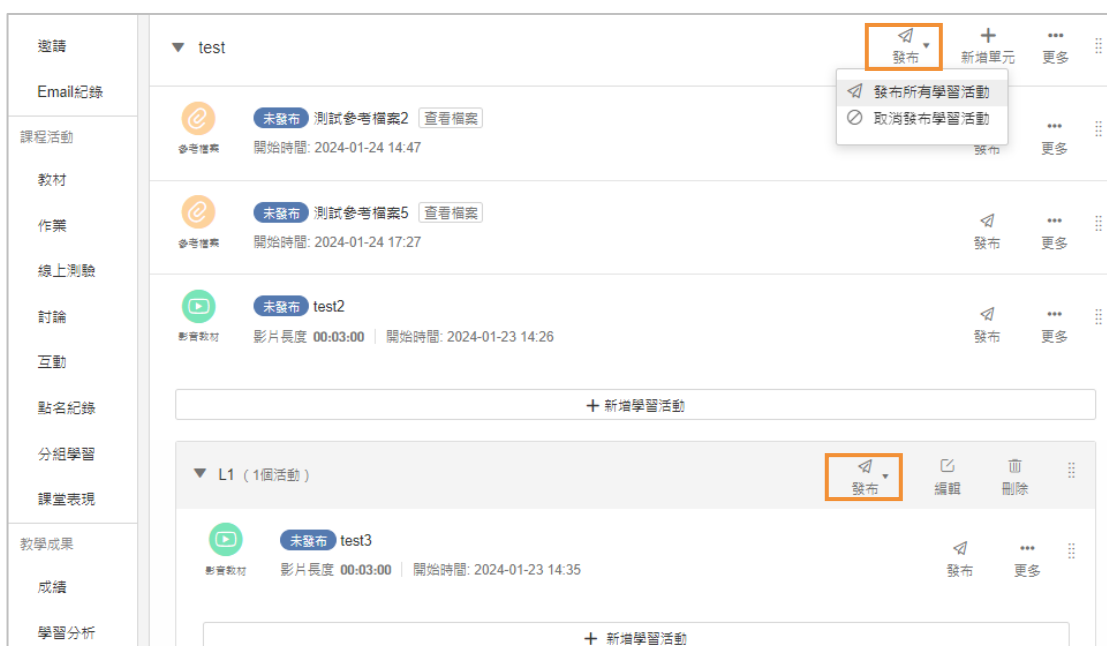 邀請
Email紀錄
課程活動
教材
作業
線上測驗
討論
互動
點名紀錄
分組學習
課堂表現
教學成果
成績
學習分析
test
發布
新增單元
更多
發布所有學習活動
取消發布學習活動
參考檔案
未發布 測試參考檔案2 查看檔案
開始時間: 2024-01-24 14:47
發布
更多
參考檔案
未發布 測試參考檔案5 查看檔案
開始時間: 2024-01-24 17:27
發布
更多
影音教材
未發布 test2
影片長度 00:03:00 | 開始時間: 2024-01-23 14:26
發布
更多
+ 新增學習活動
L1 (1個活動)
發布
編輯
刪除
影音教材
未發布 test3
影片長度 00:03:00 | 開始時間: 2024-01-23 14:35
發布
更多
+ 新增學習活動